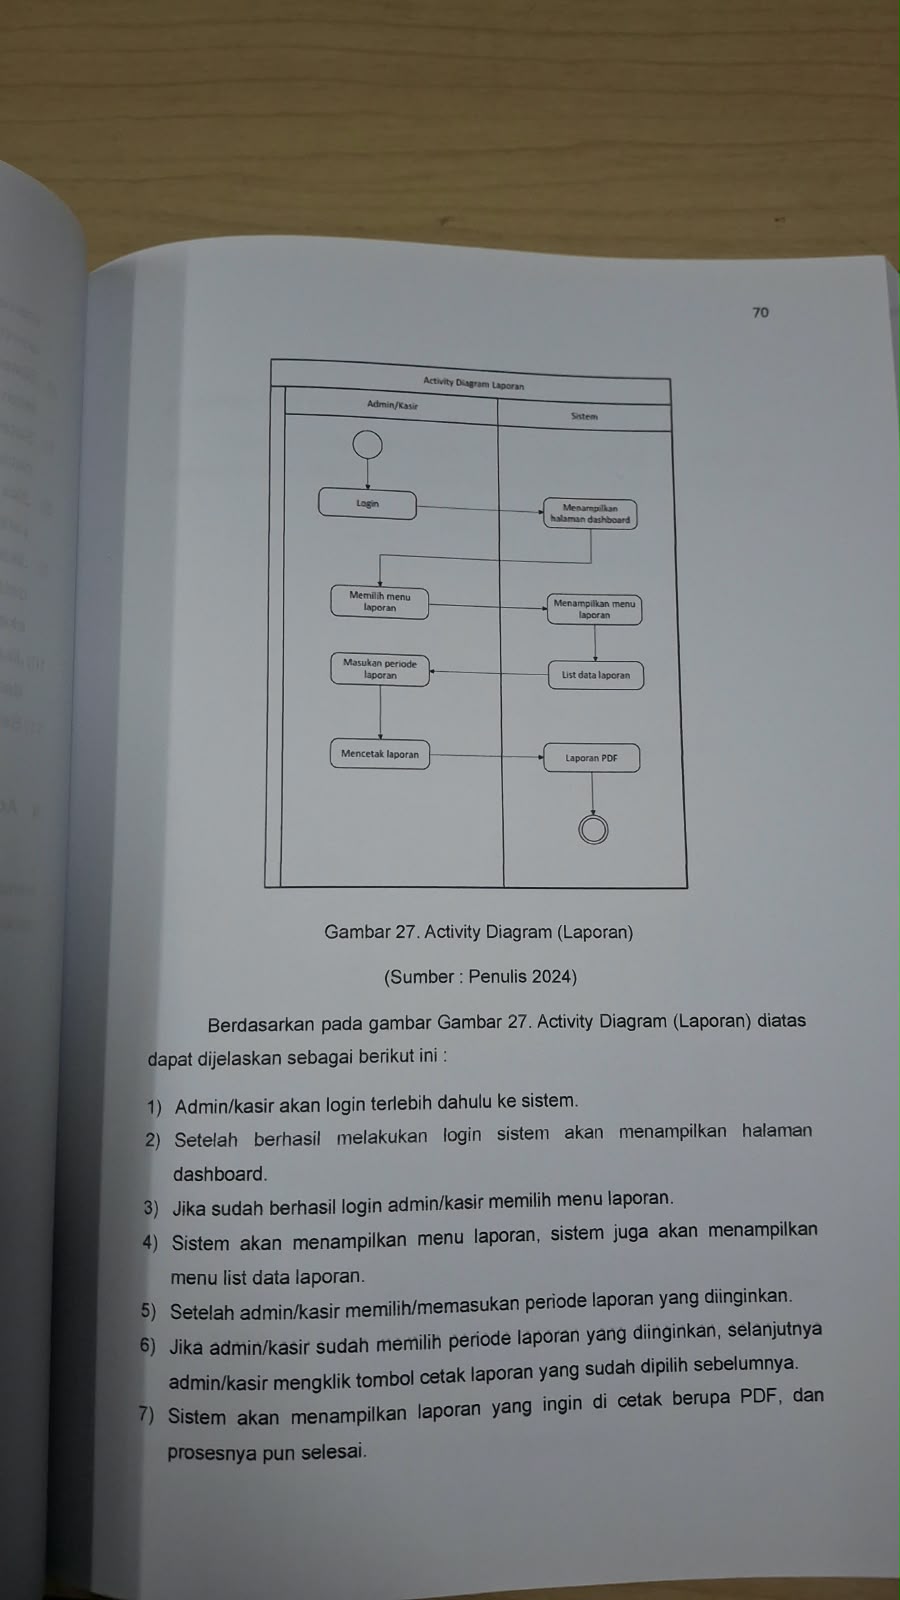 70
Activity Diagram Laporan
Admin/Kasir
Sistem
Login
Menampilkan
halaman dashboard
Memilih menu
laporan
Menampilkan menu
laporan
Masukan periode
laporan
List data laporan
Mencetak laporan
Laporan PDF
Gambar 27. Activity Diagram (Laporan)
(Sumber : Penulis 2024)
Berdasarkan pada gambar Gambar 27. Activity Diagram (Laporan) diatas
dapat dijelaskan sebagai berikut ini :
1) Admin/kasir akan login terlebih dahulu ke sistem.
2) Setelah berhasil melakukan login sistem akan menampilkan halaman
dashboard.
3) Jika sudah berhasil login admin/kasir memilih menu laporan.
4) Sistem akan menampilkan menu laporan, sistem juga akan menampilkan
menu list data laporan.
5) Setelah admin/kasir memilih/memasukan periode laporan yang diinginkan.
6) Jika admin/kasir sudah memilih periode laporan yang diinginkan, selanjutnya
admin/kasir mengklik tombol cetak laporan yang sudah dipilih sebelumnya.
7) Sistem akan menampilkan laporan yang ingin di cetak berupa PDF, dan
prosesnya pun selesai.